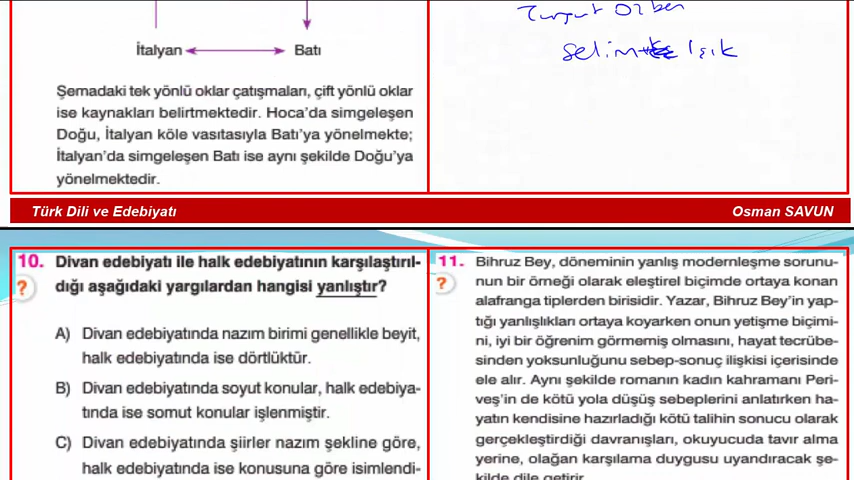 İtalyan
Batı
Şemadaki tek yönlü oklar çatışmaları, çift yönlü oklar
ise kaynakları belirtmektedir. Hoca'da simgeleşen
Doğu, İtalyan köle vasıtasıyla Batı'ya yönelmekte;
İtalyan'da simgeleşen Batı ise aynı şekilde Doğu'ya
yönelmektedir.
Turgut Özben
Selim Işık
Türk Dili ve Edebiyatı
Osman SAVUN
10. Divan edebiyatı ile halk edebiyatının karşılaştırıl-
? dığı aşağıdaki yargılardan hangisi yanlıştır?
A) Divan edebiyatında nazım birimi genellikle beyit,
halk edebiyatında ise dörtlüktür.
B) Divan edebiyatında soyut konular, halk edebiya-
tında ise somut konular işlenmiştir.
C) Divan edebiyatında şiirler nazım şekline göre,
halk edebiyatında ise konusuna göre isimlendi-
11. Bihruz Bey, döneminin yanlış modernleşme sorunu-
? nun bir örneği olarak eleştirel biçimde ortaya konan
alafranga tiplerden birisidir. Yazar, Bihruz Bey'in yap-
tığı yanlışlıkları ortaya koyarken onun yetişme biçimi-
ni, iyi bir öğrenim görmemiş olmasını, hayat tecrübe-
sinden yoksunluğunu sebep-sonuç ilişkisi içerisinde
ele alır. Aynı şekilde romanın kadın kahramanı Peri-
veş'in de kötü yola düşüş sebeplerini anlatırken ha-
yatın kendisine hazırladığı kötü talihin sonucu olarak
gerçekleştirdiği davranışları, okuyucuda tavır alma
yerine, olağan karşılama duygusu uyandıracak şe-
kilde dile getirir.